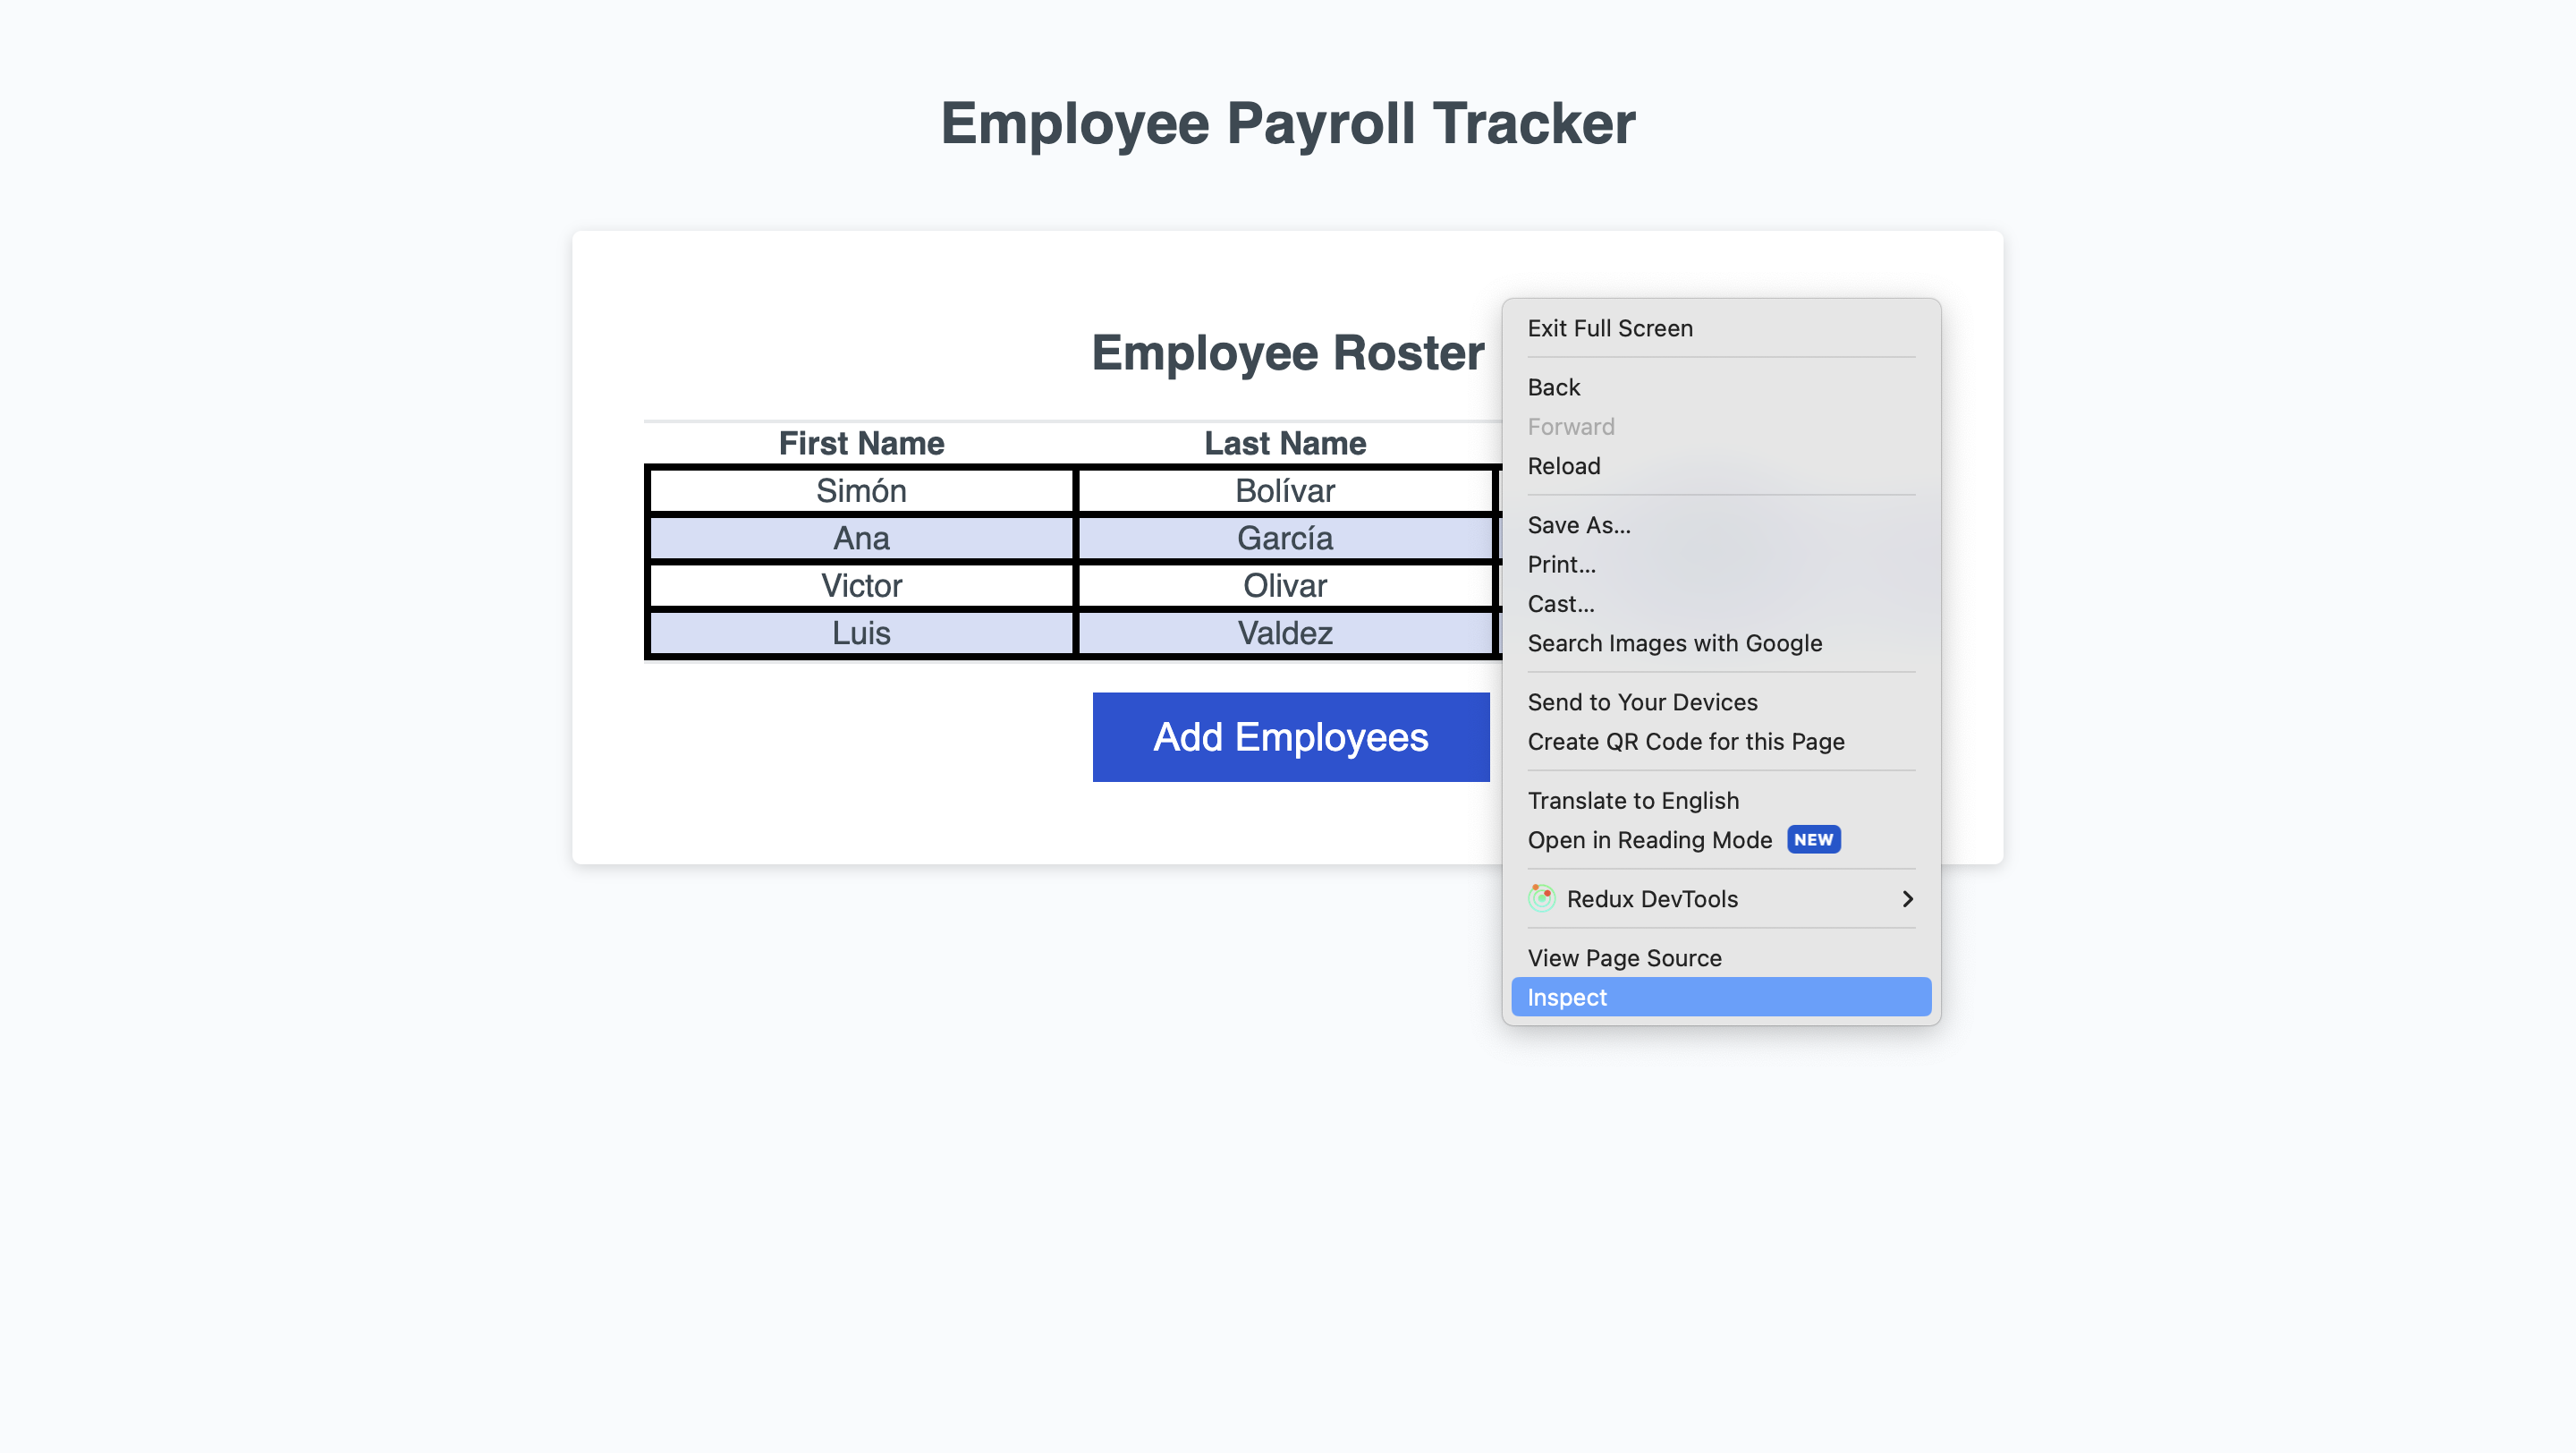 Employee Payroll Tracker
Employee Roster
First Name Last Name
Simón Bolívar
Ana García
Victor Olivar
Luis Valdez
Add Employees
Exit Full Screen
Back
Forward
Reload
Save As...
Print...
Cast...
Search Images with Google
Send to Your Devices
Create QR Code for this Page
Translate to English
Open in Reading Mode NEW
Redux DevTools
View Page Source
Inspect